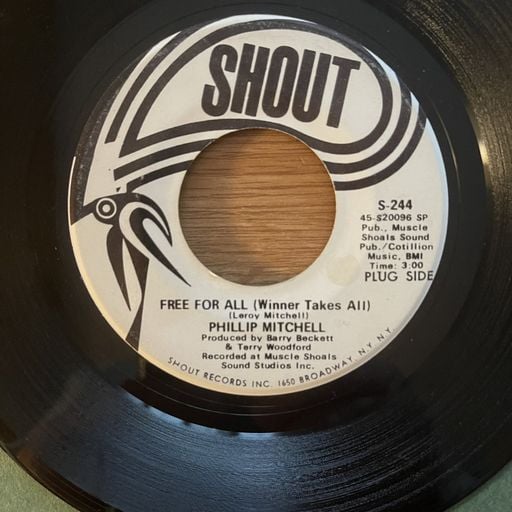 SHOUT
S-244
45-S20096 SP
Pub., Muscle
Shoals Sound
Pub./Cotillion
Music, BMI
Time: 3:00
PLUG SIDE
FREE FOR ALL (Winner Takes All)
(Leroy Mitchell)
PHILLIP MITCHELL
Produced by Barry Beckett
& Terry Woodford
Recorded at Muscle Shoals
Sound Studios Inc.
SHOUT RECORDS INC. 1650 BROADWAY, N.Y. N.Y.